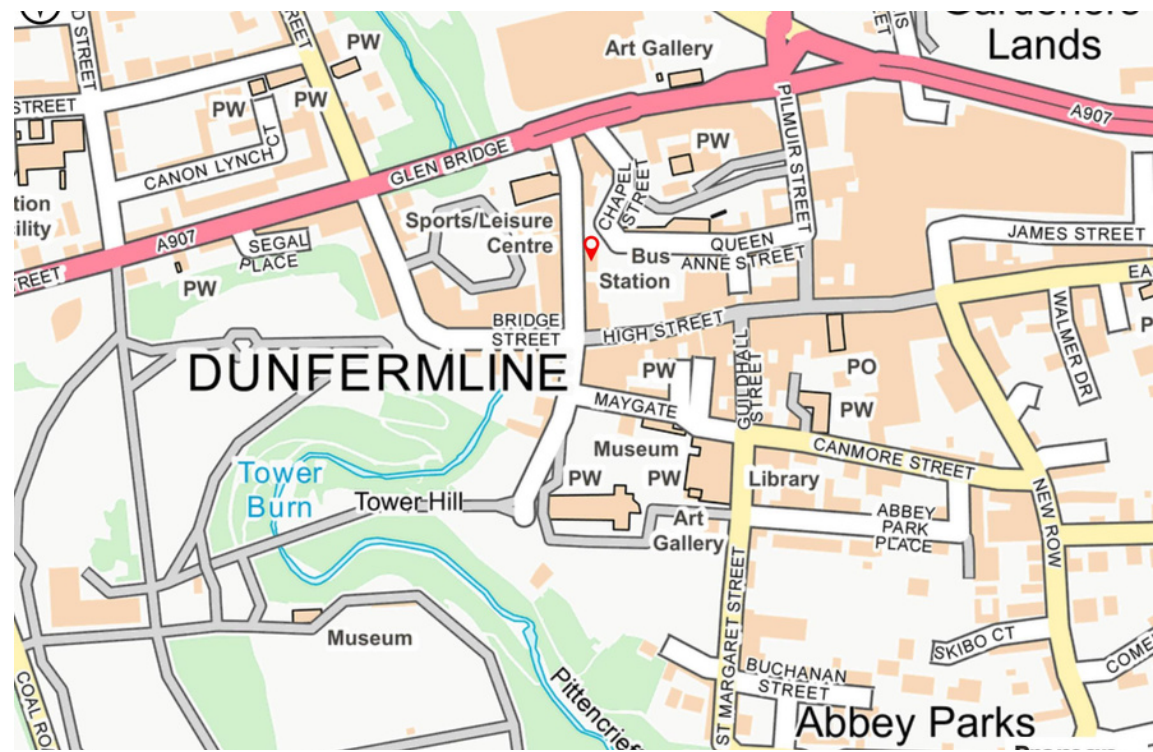 STREET
PW
Art Gallery
Lands
PILMUIR STREET
A907
STREET
PW
PW
CANON LYNCH CT
GLEN BRIDGE
PW
CHAPEL
STREET
Sports/Leisure
Centre
A907
SEGAL
PLACE
QUEEN
ANNE STREET
JAMES STREET
Bus
Station
PW
BRIDGE
STREET
HIGH STREET
WALMER DR
DUNFERMLINE
PW
GUILDHALL
STREET
PO
MAYGATE
PW
Museum
CANMORE STREET
Tower
Burn
PW
PW
Library
Tower Hill
ABBEY
PARK
PLACE
NEW ROW
Art
Gallery
ST MARGARET STREET
Museum
SKIBO CT
BUCHANAN
STREET
Pittencrief
COAL RO
Abbey Parks